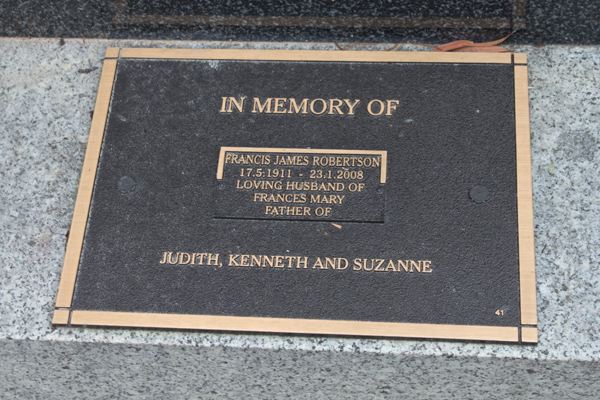 IN MEMORY OF
FRANCIS JAMES ROBERTSON
17.5.1911 - 23.1.2008
LOVING HUSBAND OF
FRANCES MARY
FATHER OF
JUDITH, KENNETH AND SUZANNE
41